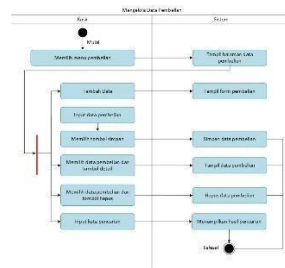 Mengelola Data Pembelian
Sistem
Mulai
Memilih menu pembelian
Tampil halaman data
pembelian
Tambah data
Tampil form pembelian
Input data pembelian
Memilih tombol simpan
Simpan data pembelian
Memilih data pembelian dan
tombol detail
Tampil data pembelian
Memilih data pembelian dan
tombol hapus
Hapus data pembelian
Input kata pencarian
Menampilkan hasil pencarian
Selesai